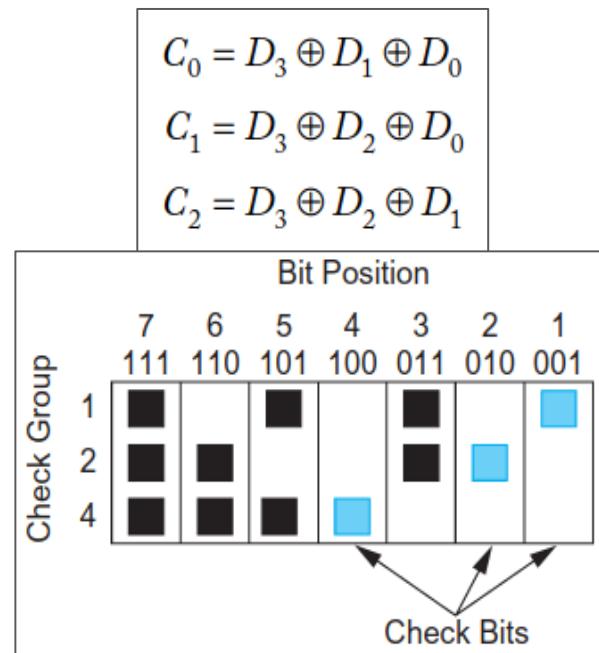 C₀ = D₃ ⊕ D₁ ⊕ D₀
C₁ = D₃ ⊕ D₂ ⊕ D₀
C₂ = D₃ ⊕ D₂ ⊕ D₁
Bit Position
7 6 5 4 3 2 1
111 110 101 100 011 010 001
Check Group
1
2
4
Check Bits